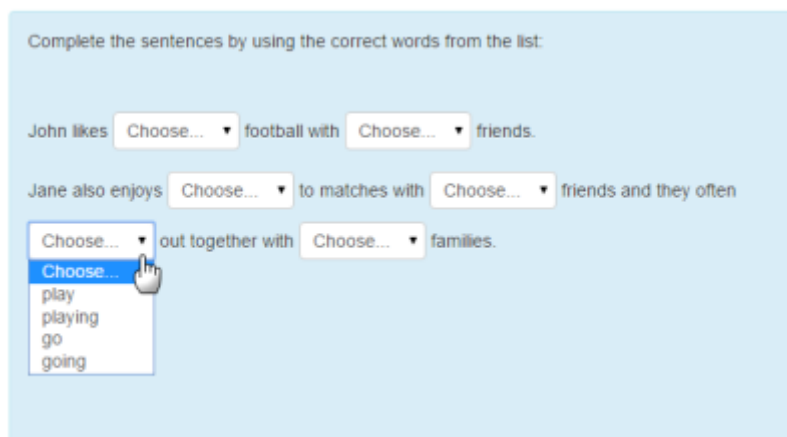 Complete the sentences by using the correct words from the list:
John likes Choose... football with Choose... friends.
Jane also enjoys Choose... to matches with Choose... friends and they often
Choose... out together with Choose... families.
Choose...
play
playing
go
going